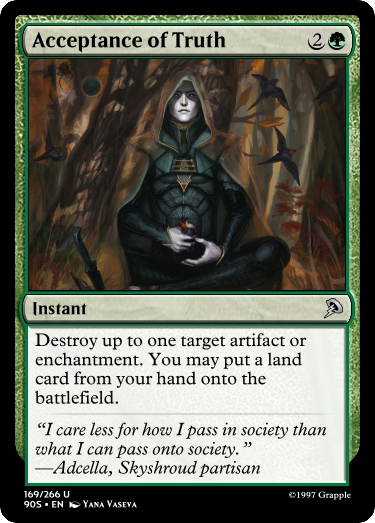 Acceptance of Truth 2
Instant
Destroy up to one target artifact or
enchantment. You may put a land
card from your hand onto the
battlefield.
“I care less for how I pass in society than
what I can pass onto society.”
—Adcella, Skyshroud partisan
169/266 U
90S • EN Yana Vaseva
©1997 Grapple